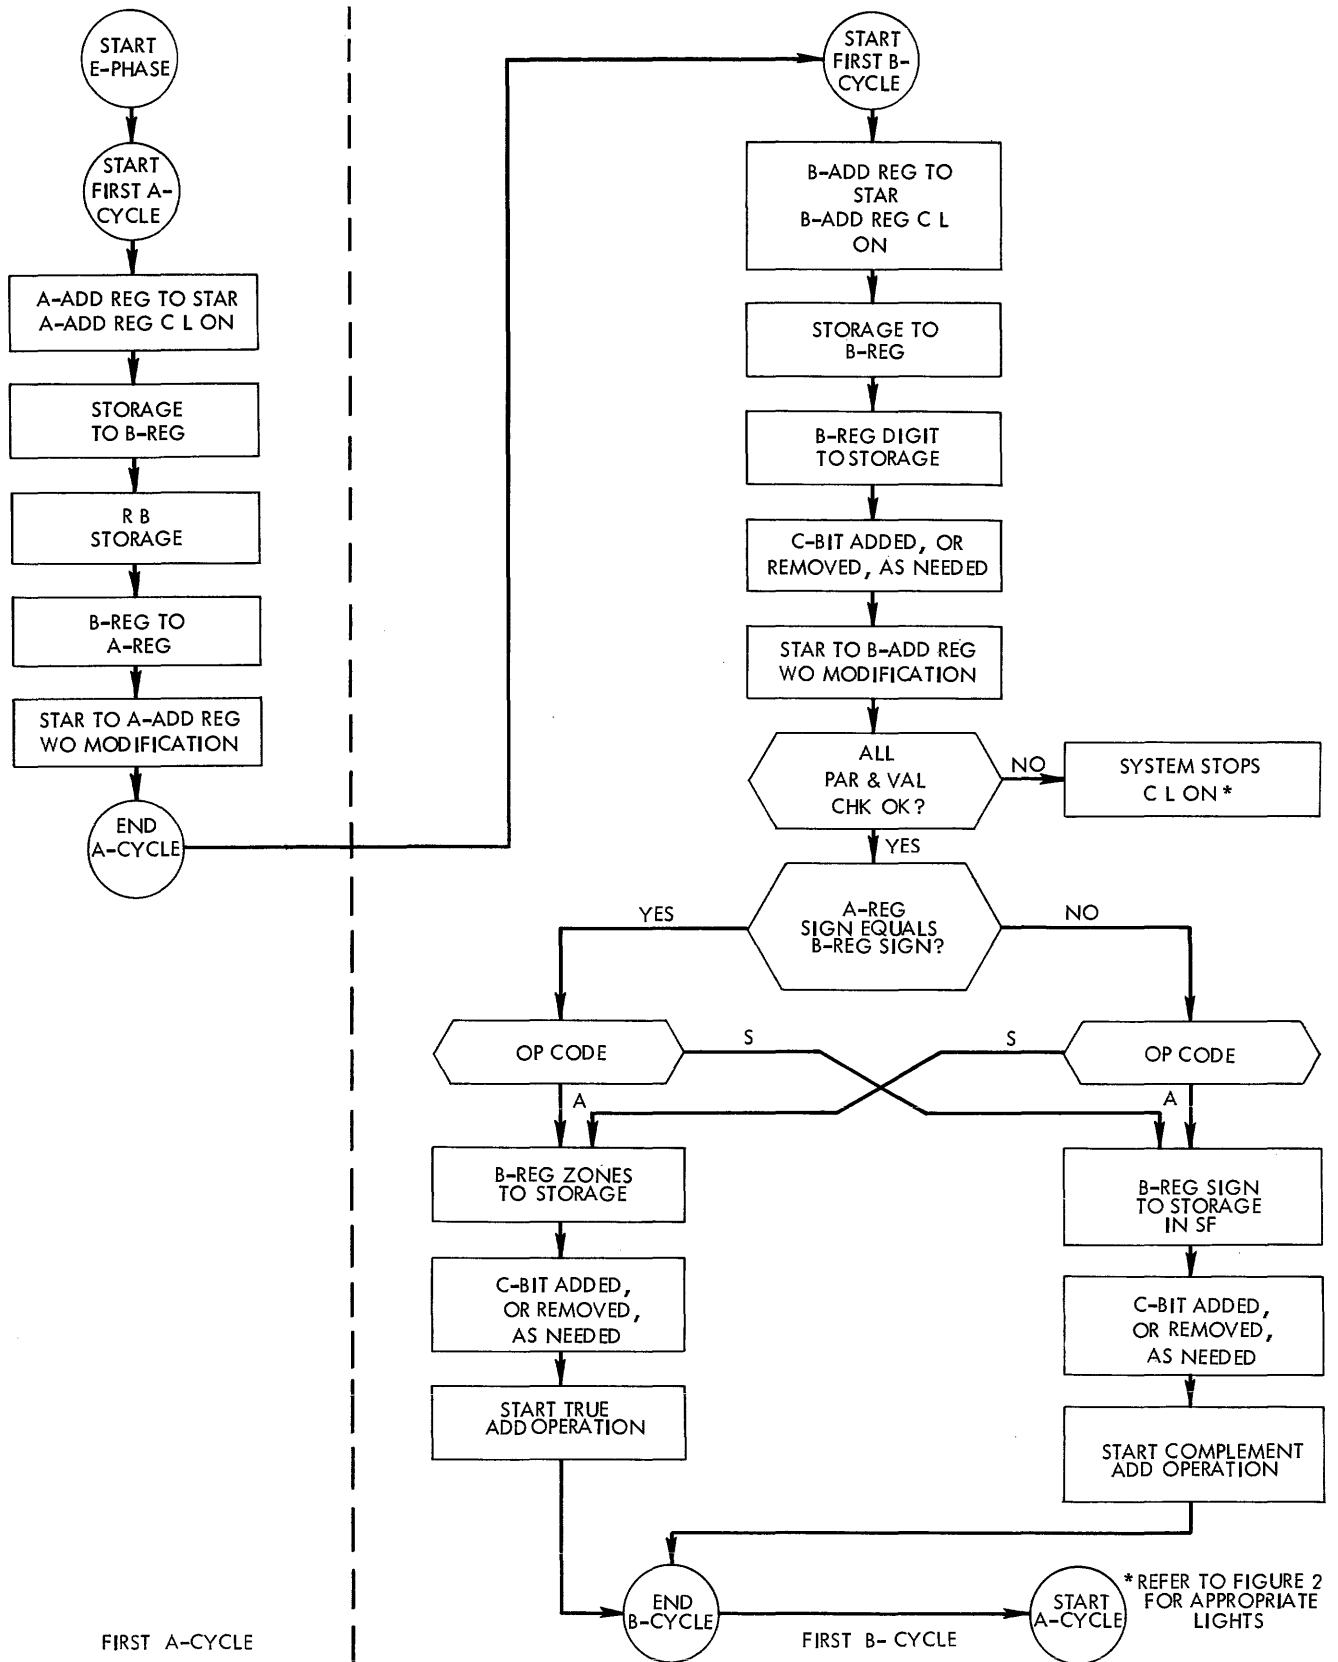 START
E-PHASE
START
FIRST A-
CYCLE
A-ADD REG TO STAR
A-ADD REG C L ON
STORAGE
TO B-REG
R B
STORAGE
B-REG TO
A-REG
STAR TO A-ADD REG
WO MODIFICATION
END
A-CYCLE
FIRST A-CYCLE
START
FIRST B-
CYCLE
B-ADD REG TO
STAR
B-ADD REG C L
ON
STORAGE TO
B-REG
B-REG DIGIT
TO STORAGE
C-BIT ADDED, OR
REMOVED, AS NEEDED
STAR TO B-ADD REG
WO MODIFICATION
ALL
PAR & VAL
CHK OK?
NO
SYSTEM STOPS
C L ON *
YES
A-REG
SIGN EQUALS
B-REG SIGN?
YES
NO
OP CODE
S
S
OP CODE
A
A
B-REG ZONES
TO STORAGE
C-BIT ADDED,
OR REMOVED,
AS NEEDED
START TRUE
ADD OPERATION
B-REG SIGN
TO STORAGE
IN SF
C-BIT ADDED,
OR REMOVED,
AS NEEDED
START COMPLEMENT
ADD OPERATION
END
B-CYCLE
START
A-CYCLE
* REFER TO FIGURE 2
FOR APPROPRIATE
LIGHTS
FIRST B- CYCLE